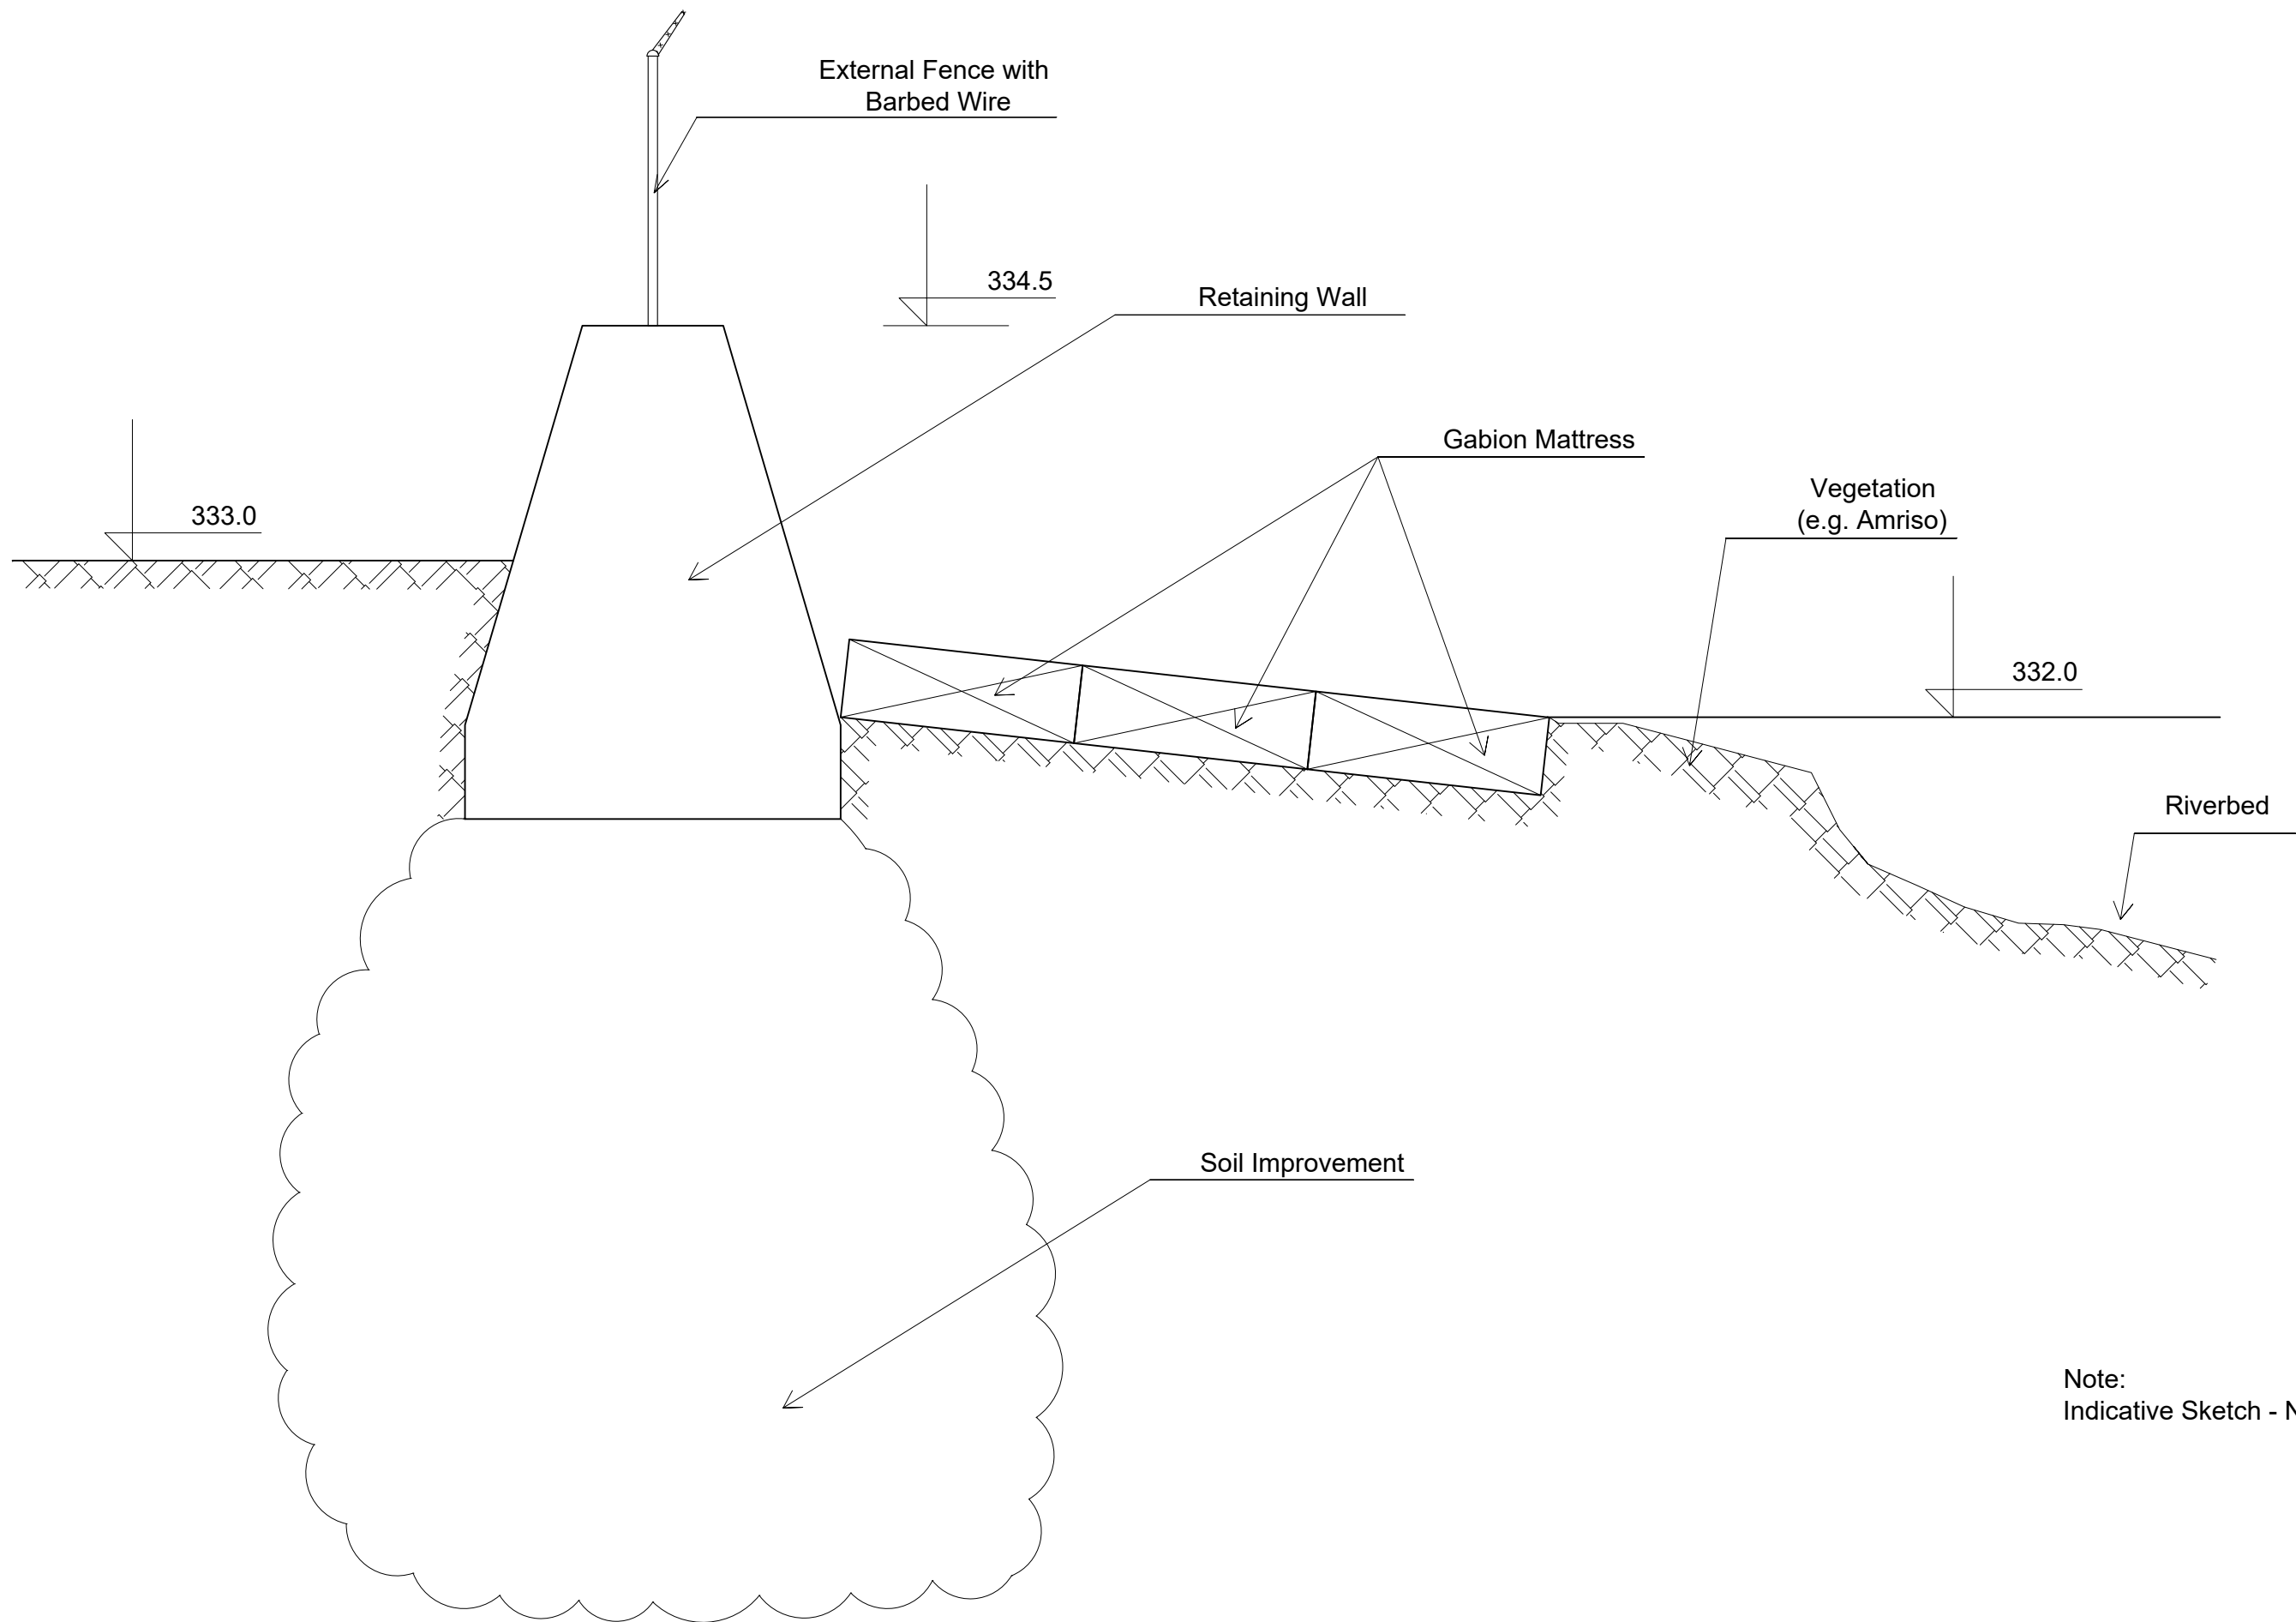 External Fence with
Barbed Wire
334.5
Retaining Wall
Gabion Mattress
333.0
Vegetation
(e.g. Amriso)
332.0
Riverbed
Soil Improvement
Note:
Indicative Sketch -